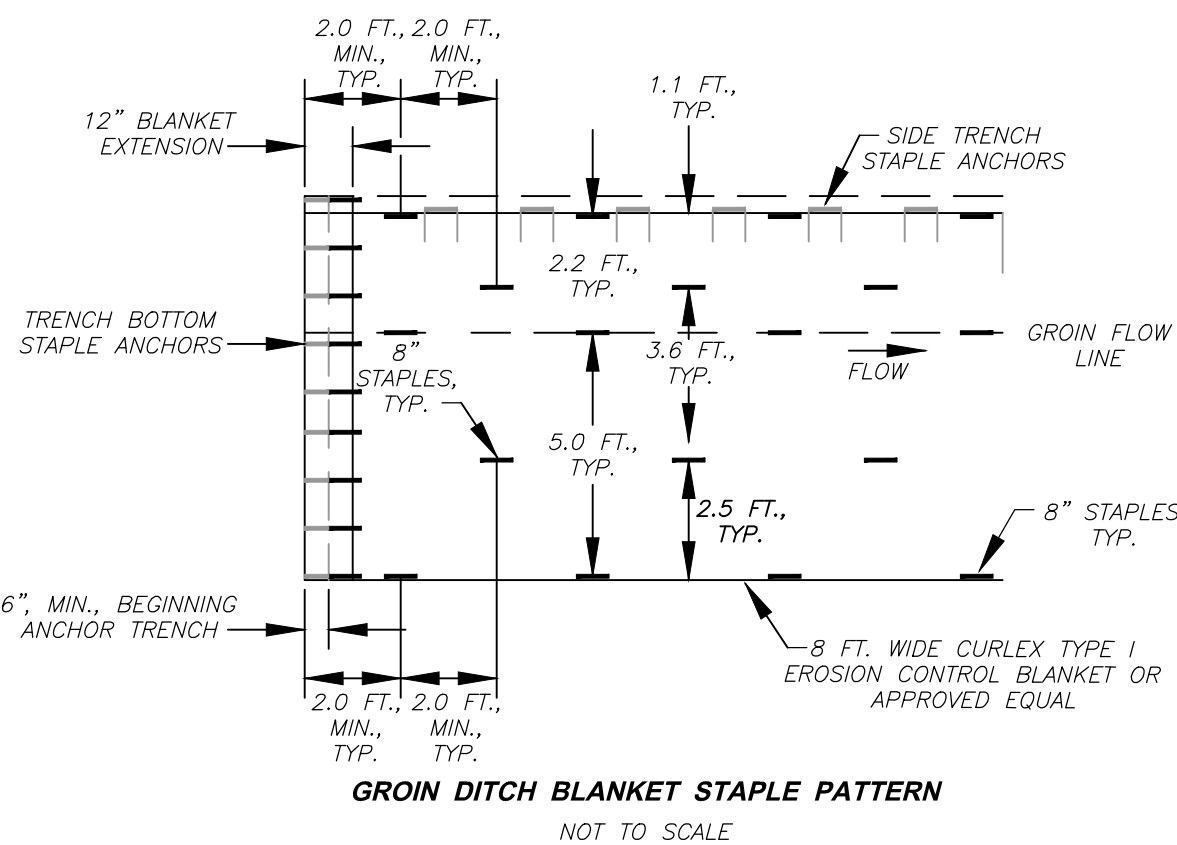 2.0 FT.,
MIN.,
TYP.
2.0 FT.,
MIN.,
TYP.
1.1 FT.,
TYP.
12” BLANKET
EXTENSION
SIDE TRENCH
STAPLE ANCHORS
2.2 FT.,
TYP.
TRENCH BOTTOM
STAPLE ANCHORS
8”
STAPLES,
TYP.
3.6 FT.,
TYP.
FLOW
GROIN FLOW
LINE
5.0 FT.,
TYP.
2.5 FT.,
TYP.
8” STAPLES
TYP.
6”, MIN., BEGINNING
ANCHOR TRENCH
8 FT. WIDE CURLEX TYPE I
EROSION CONTROL BLANKET OR
APPROVED EQUAL
2.0 FT.,
MIN.,
TYP.
2.0 FT.,
MIN.,
TYP.
GROIN DITCH BLANKET STAPLE PATTERN
NOT TO SCALE